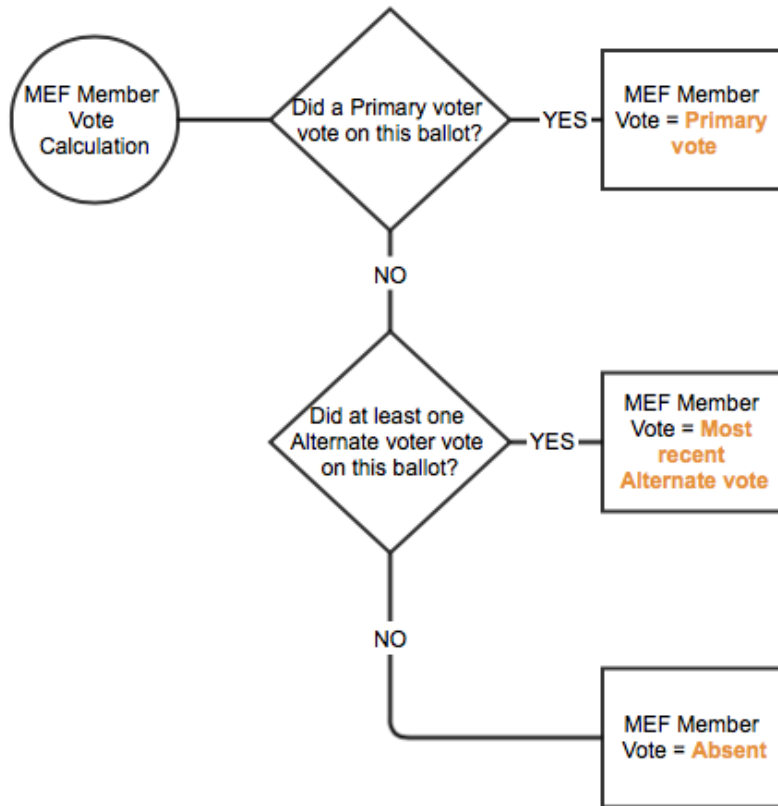 MEF Member
Vote
Calculation
Did a Primary voter
vote on this ballot?
YES
MEF Member
Vote = Primary
vote
NO
Did at least one
Alternate voter vote
on this ballot?
YES
MEF Member
Vote = Most
recent
Alternate vote
NO
MEF Member
Vote = Absent